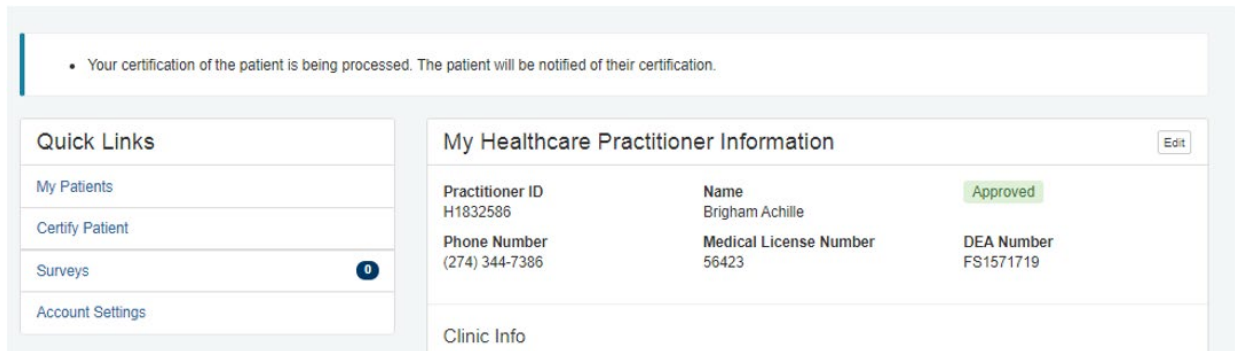 Your certification of the patient is being processed. The patient will be notified of their certification.
Quick Links
My Patients
Certify Patient
Surveys 0
Account Settings
My Healthcare Practitioner Information Edit
Practitioner ID Name Approved
H1832586 Brigham Achille
Phone Number Medical License Number DEA Number
(274) 344-7386 56423 FS1571719
Clinic Info